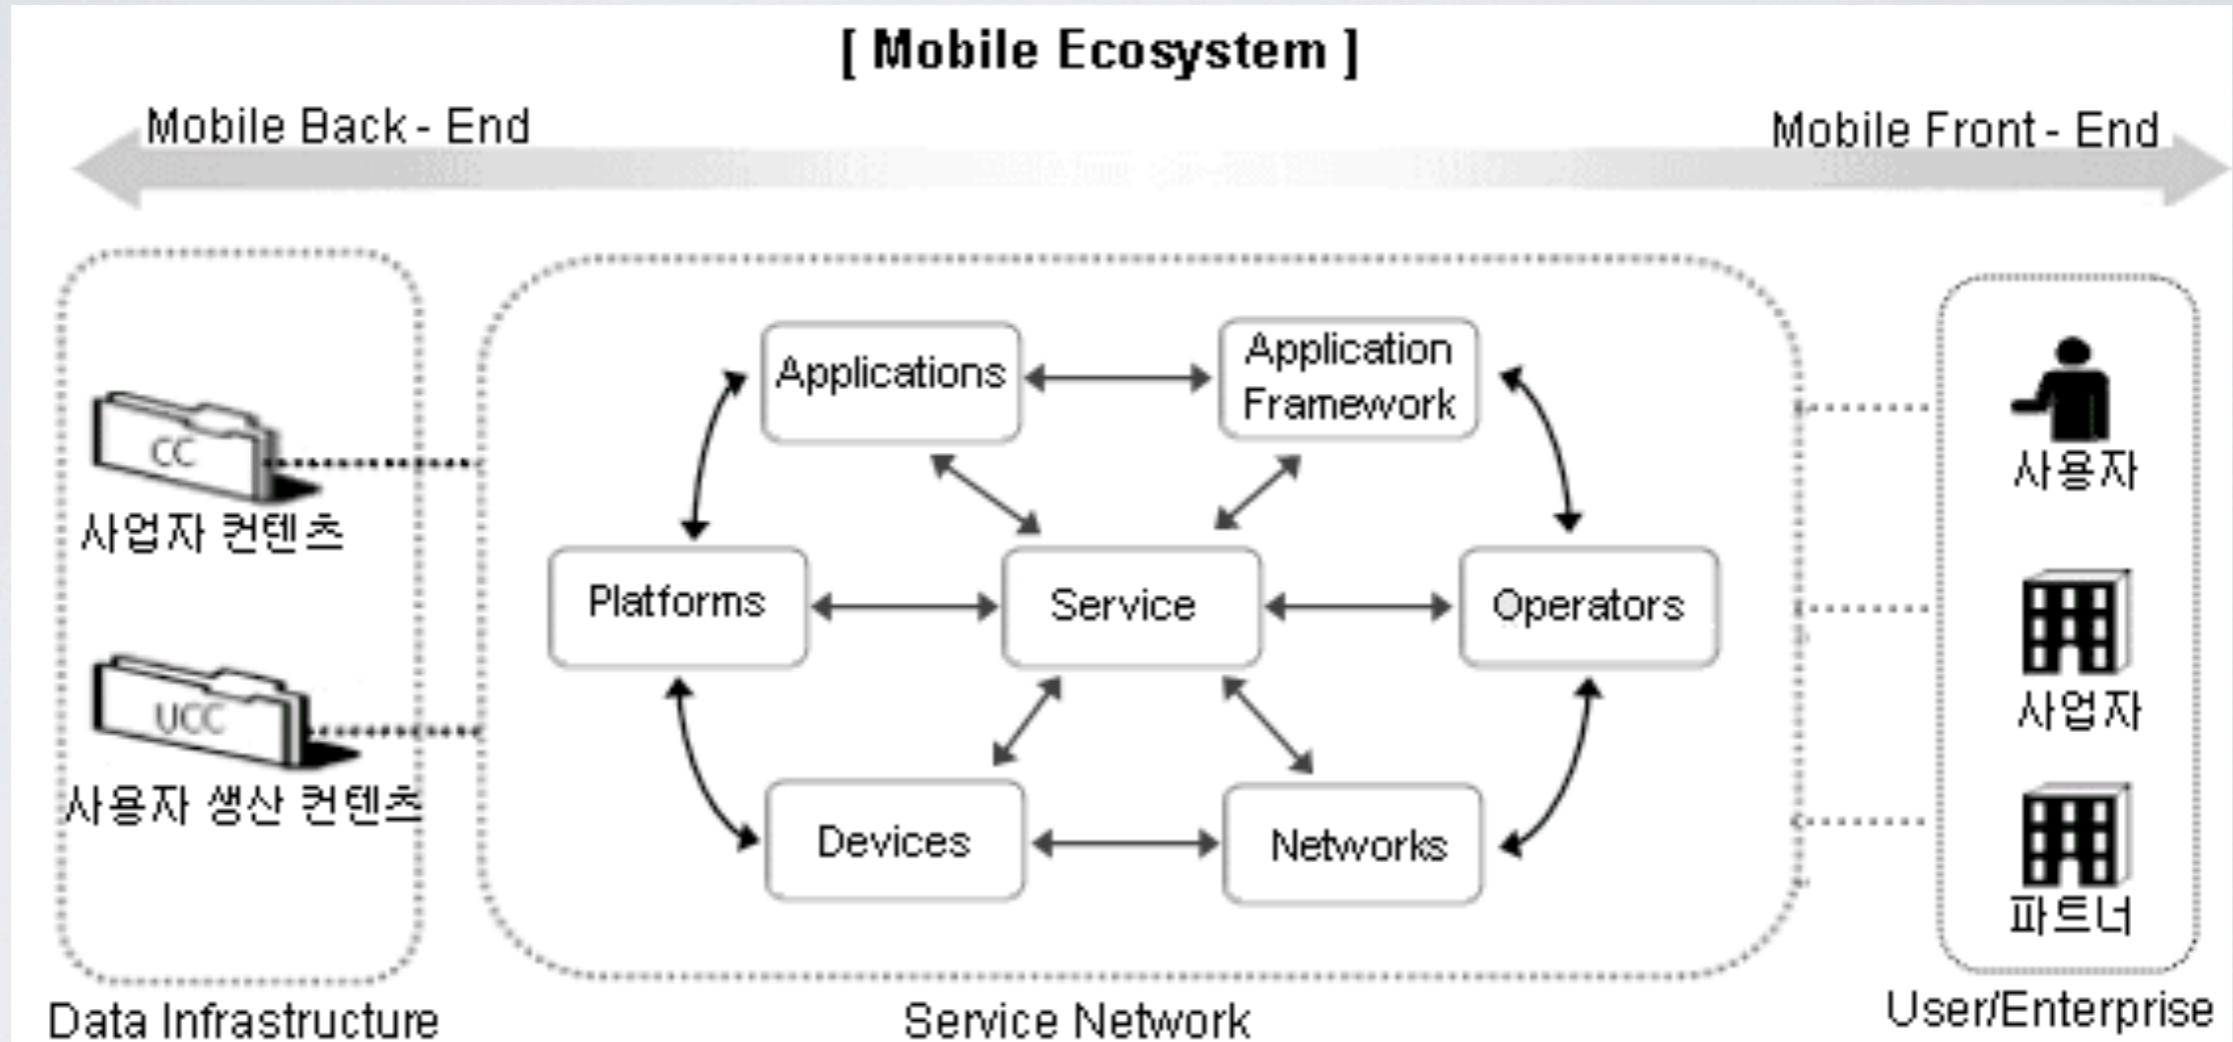 [ Mobile Ecosystem ]
Mobile Back - End
Mobile Front - End
CC
사업자 컨텐츠
UCC
사용자 생산 컨텐츠
Data Infrastructure
Applications
Application
Framework
Platforms
Service
Operators
Devices
Networks
Service Network
사용자
사업자
파트너
User/Enterprise